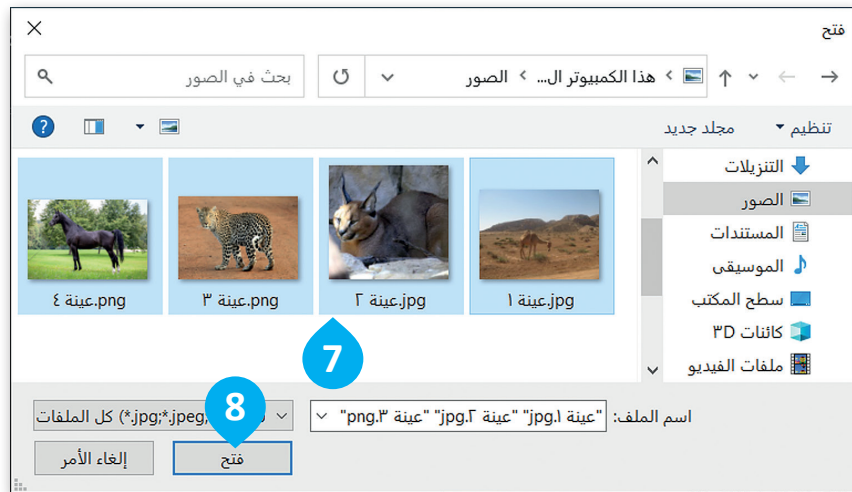 فتح
هذا الكمبيوتر ال... الصور
بحث في الصور
تنظيم
مجلد جديد
?
التنزيلات
الصور
المستندات
الموسيقى
سطح المكتب
كائنات 3D
ملفات الفيديو
عينة ١.jpg
عينة ٢.jpg
عينة ٣.png
عينة ٤.png
7
8
اسم الملف:
"عينة ١.jpg" "عينة ٢.jpg" "عينة ٣.png"
كل الملفات (*.jpg;*.jpeg;
فتح
إلغاء الأمر